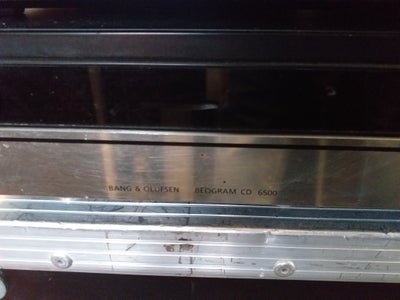 BANG & OLUFSEN BEOGRAM CD 6500